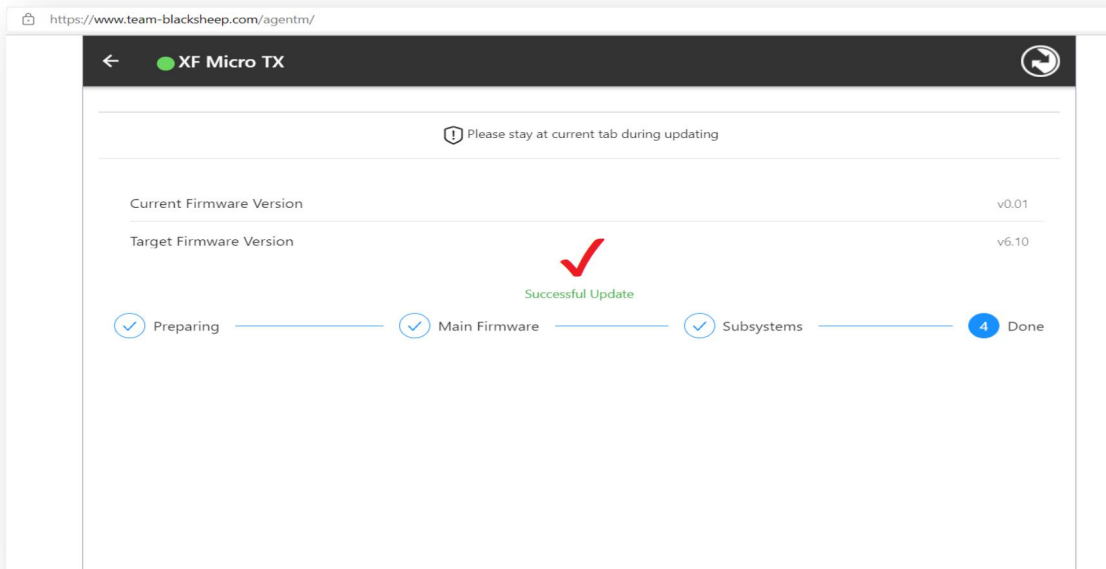 https://www.team-blacksheep.com/agentm/
XF Micro TX
Please stay at current tab during updating
Current Firmware Version v0.01
Target Firmware Version v6.10
Successful Update
Preparing Main Firmware Subsystems 4 Done